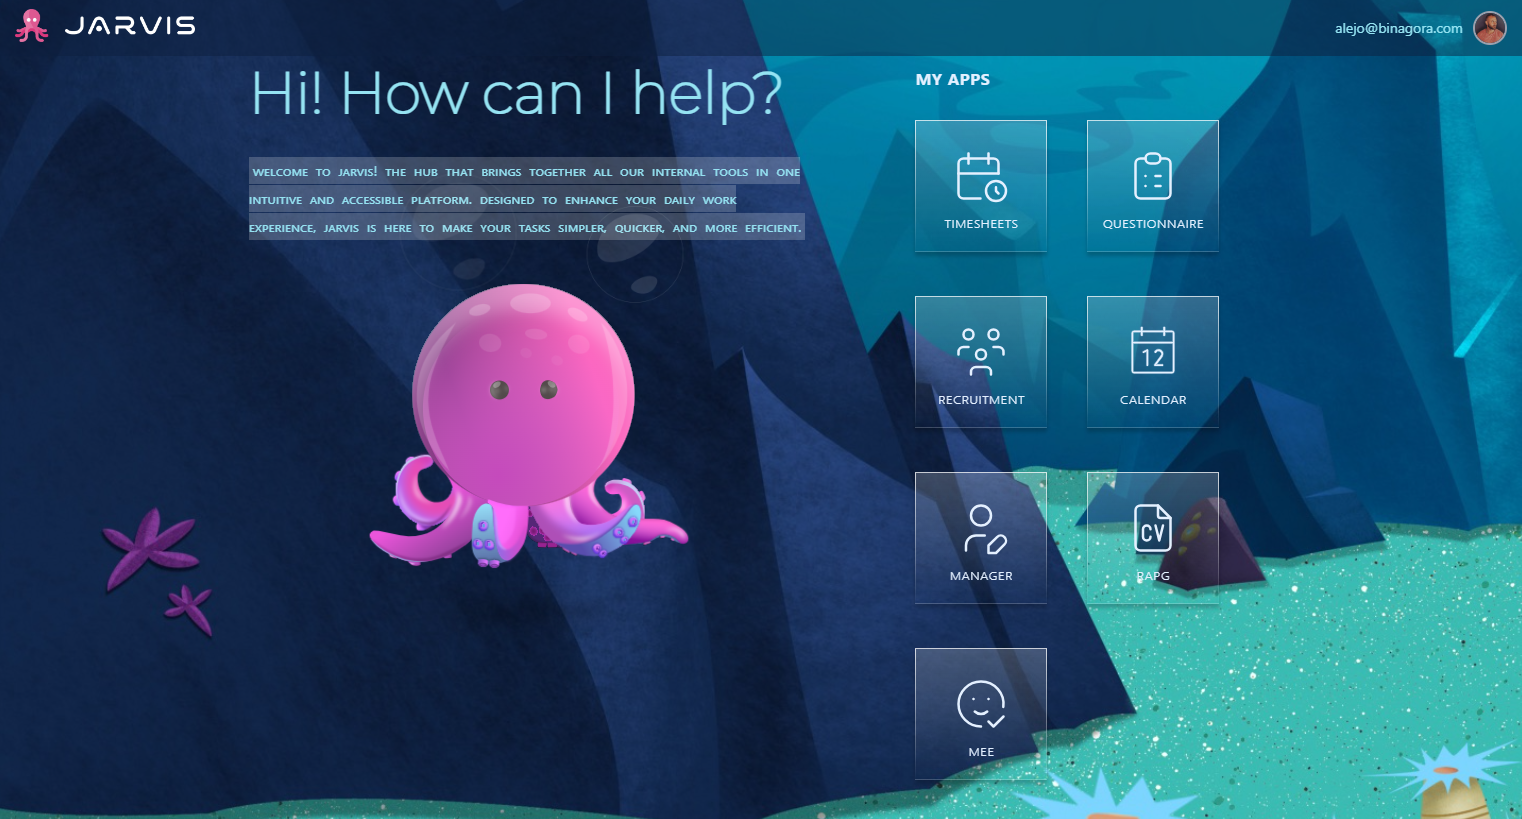 JARVIS
alejo@binagora.com
Hi! How can I help?
WELCOME TO JARVIS! THE HUB THAT BRINGS TOGETHER ALL OUR INTERNAL TOOLS IN ONE
INTUITIVE AND ACCESSIBLE PLATFORM. DESIGNED TO ENHANCE YOUR DAILY WORK
EXPERIENCE, JARVIS IS HERE TO MAKE YOUR TASKS SIMPLER, QUICKER, AND MORE EFFICIENT.
MY APPS
TIMESHEETS
QUESTIONNAIRE
RECRUITMENT
12
CALENDAR
MANAGER
CV
RAPG
MEE